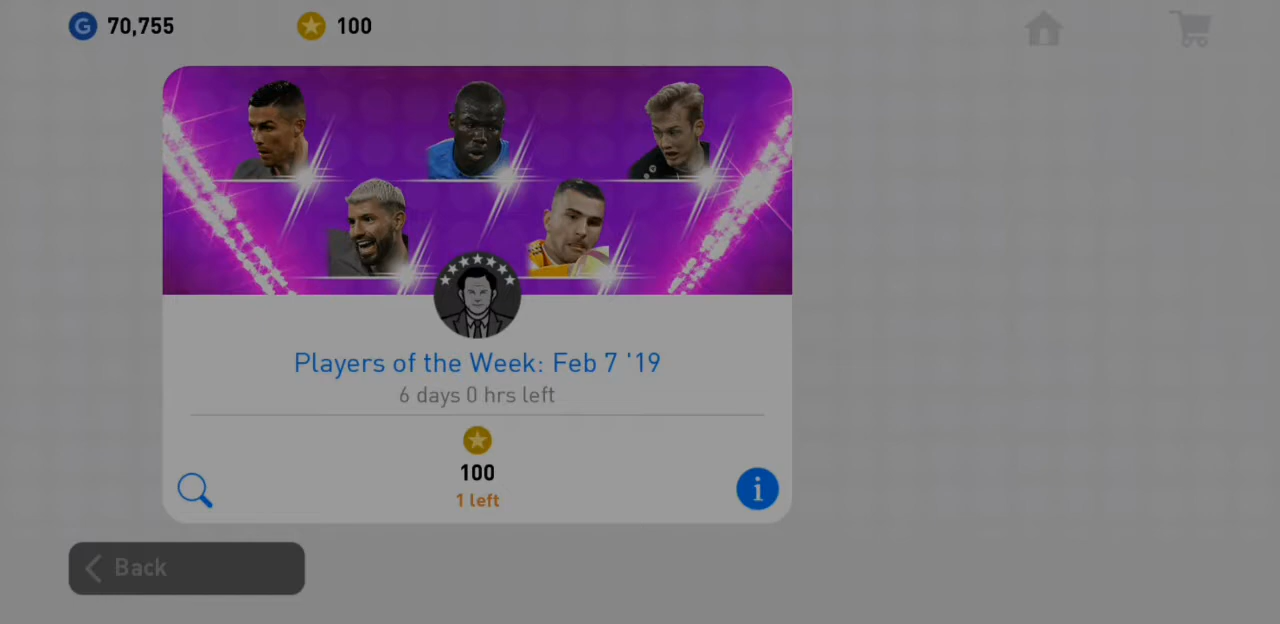 G 70,755 100
Players of the Week: Feb 7 '19
6 days 0 hrs left
100
1 left
i
Back